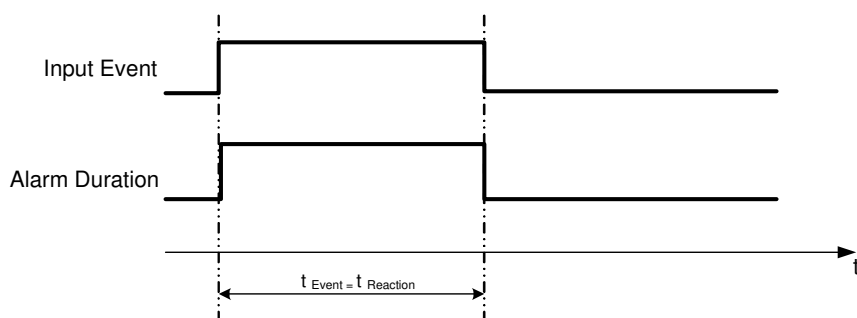 Input Event
Alarm Duration
t
t Event = t Reaction